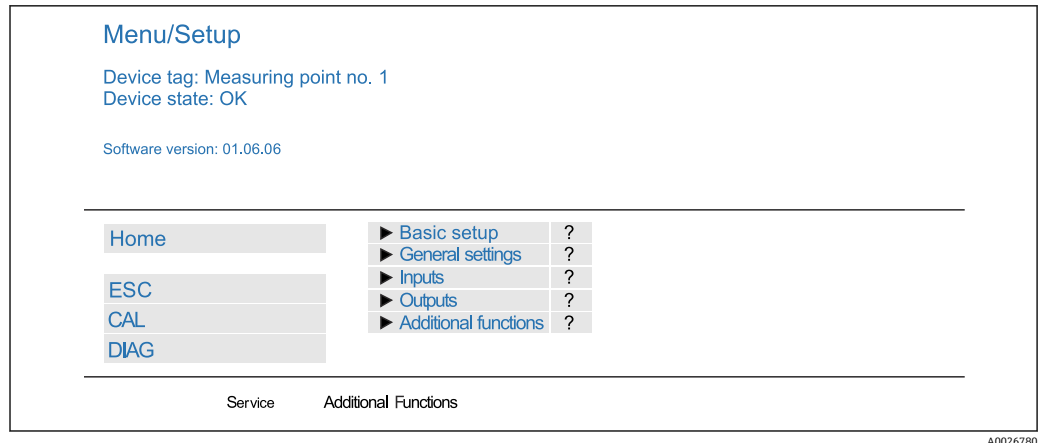 Menu/Setup
Device tag: Measuring point no. 1
Device state: OK
Software version: 01.06.06
Home
ESC
CAL
DIAG
▶ Basic setup ?
▶ General settings ?
▶ Inputs ?
▶ Outputs ?
▶ Additional functions ?
Service Additional Functions
A0026780